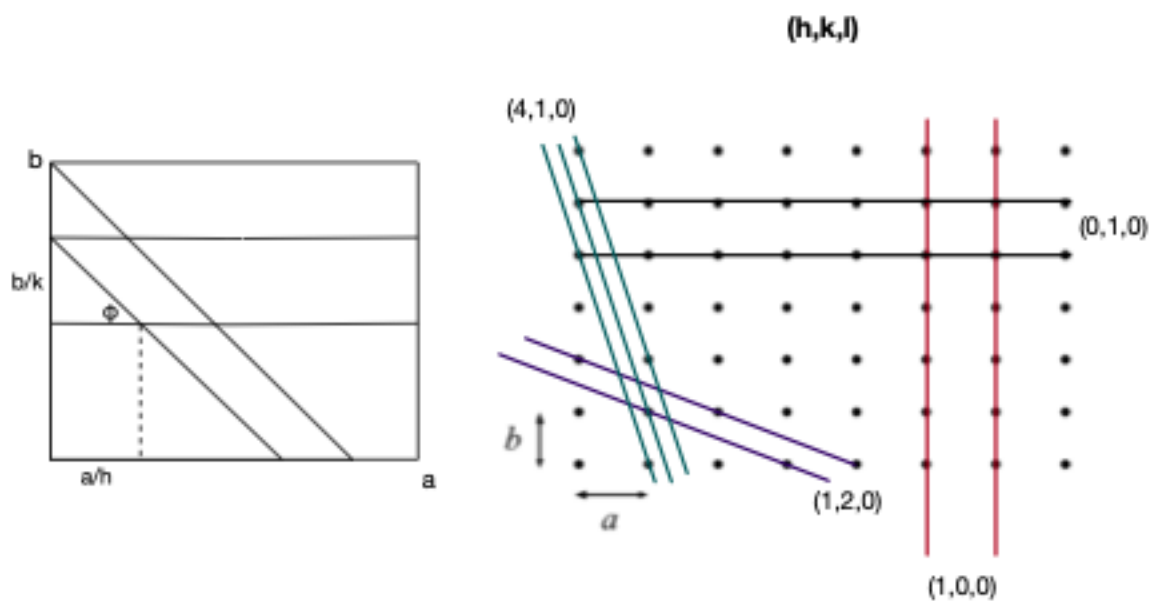 (h,k,l)
(4,1,0)
b
b/k
Φ
a/h
a
(0,1,0)
b
a
(1,2,0)
(1,0,0)